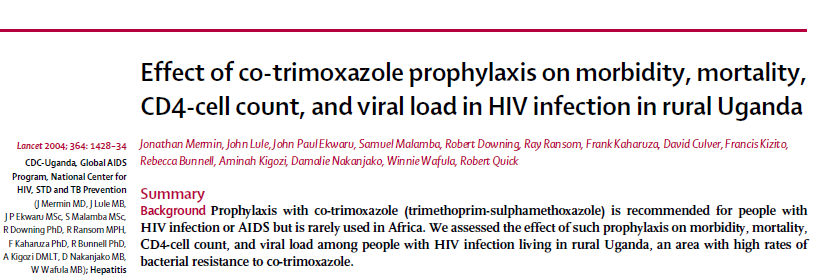 Effect of co-trimoxazole prophylaxis on morbidity, mortality,
CD4-cell count, and viral load in HIV infection in rural Uganda
Lancet 2004; 364: 1428–34
CDC-Uganda, Global AIDS
Program, National Center for
HIV, STD and TB Prevention
(J Mermin MD, J Lule MB,
J P Ekwaru MSc, S Malamba MSc,
R Downing PhD, R Ransom MPH,
F Kaharuza PhD, R Bunnell PhD,
A Kigozi DMLT, D Nakanjako MB,
W Wafula MB); Hepatitis
Jonathan Mermin, John Lule, John Paul Ekwaru, Samuel Malamba, Robert Downing, Ray Ransom, Frank Kaharuza, David Culver, Francis Kizito,
Rebecca Bunnell, Aminah Kigozi, Damalie Nakanjako, Winnie Wafula, Robert Quick
Summary
Background Prophylaxis with co-trimoxazole (trimethoprim-sulphamethoxazole) is recommended for people with
HIV infection or AIDS but is rarely used in Africa. We assessed the effect of such prophylaxis on morbidity, mortality,
CD4-cell count, and viral load among people with HIV infection living in rural Uganda, an area with high rates of
bacterial resistance to co-trimoxazole.